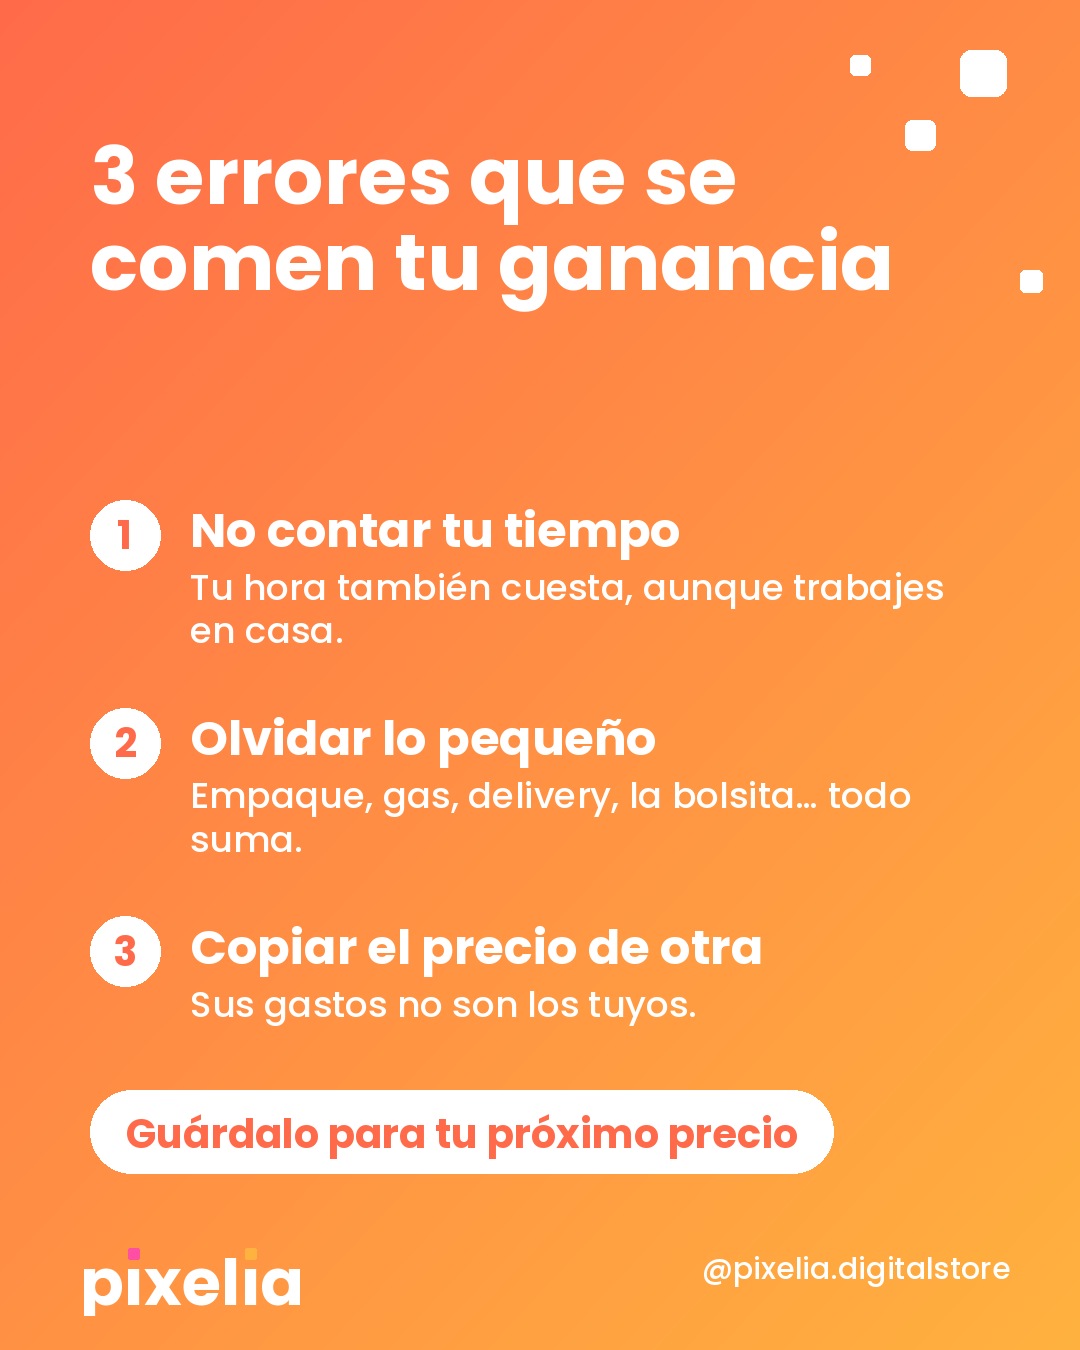 3 errores que se
comen tu ganancia
1
No contar tu tiempo
Tu hora también cuesta, aunque trabajes
en casa.
2
Olvidar lo pequeño
Empaque, gas, delivery, la bolsita... todo
suma.
3
Copiar el precio de otra
Sus gastos no son los tuyos.
Guárdalo para tu próximo precio
pixelia
@pixelia.digitalstore